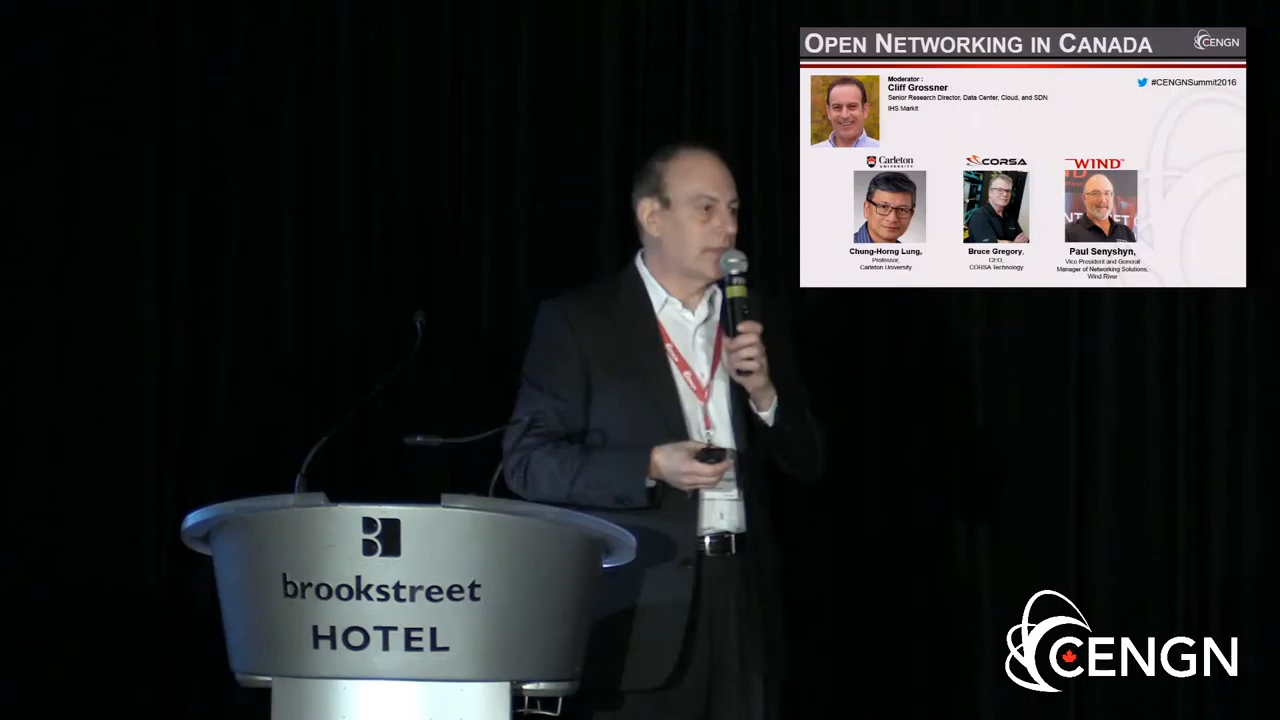 OPEN NETWORKING IN CANADA
CENGN
Moderator :
Cliff Grossner
Senior Research Director, Data Center, Cloud, and SDN
IHS Markit
#CENGNSummit2016
Carleton
UNIVERSITY
CORSA
WIND
Chung-Horng Lung,
Professor,
Carleton University
Bruce Gregory,
CEO,
CORSA Technology
Paul Senyshyn,
Vice President and General
Manager of Networking Solutions,
Wind River
brookstreet
HOTEL
CENGN